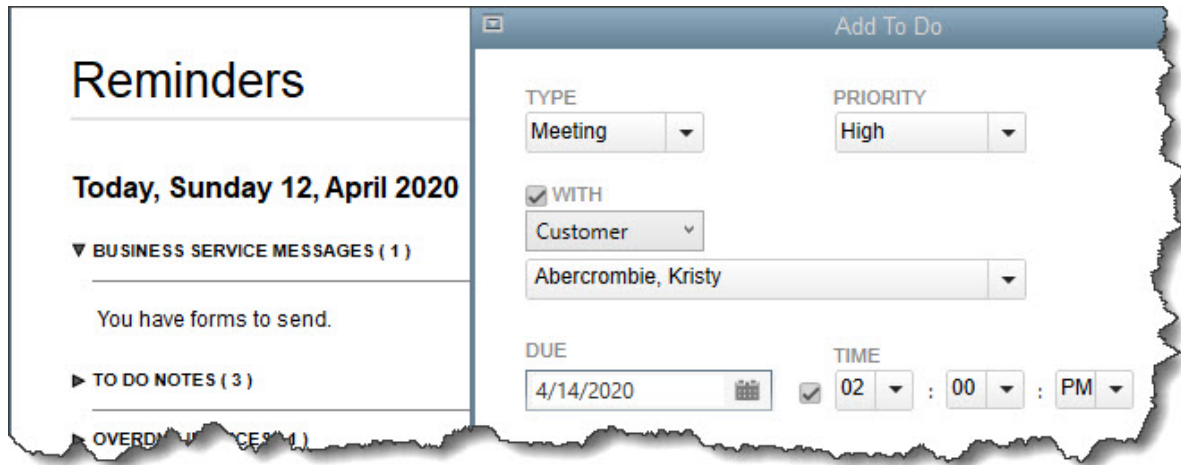 Reminders
Today, Sunday 12, April 2020
BUSINESS SERVICE MESSAGES ( 1 )
You have forms to send.
TO DO NOTES ( 3 )
Add To Do
TYPE
PRIORITY
Meeting
High
WITH
Customer
Abercrombie, Kristy
DUE
TIME
4/14/2020
02 : 00 : PM